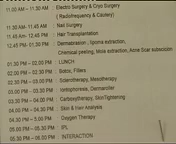 11.00 AM – 11.30AM Electro Surgery & Cryo Surgery
( Radiofrequency & Cautery)
11.30 AM – 11.45 AM Nail Surgery
11.45 AM – 12.45 PM Hair Transplantation
12.45 PM – 01.30 PM Dermabrasion, extraction,
Chemical peeling, Mole extraction, Acne Scar subscision
01.30 PM – 02.00 PM LUNCH
02.00 PM – 02.30 PM Botox, Fillers
02.30 PM – 03.00 PM Sclerotherapy, Mesotherapy
03.00 PM – 03.30 PM Iontophoresis, Dermaroller
03.30 PM – 04.00 PM Carboxytherapy, SkinTightening
04.00 PM – 04.30 PM Skin & Hair Analysis
04.30 PM – 5.00 PM Oxygen Therapy
05.00 PM – 05.30 PM IPL
05.30 PM – 06.00 PM INTERACTION